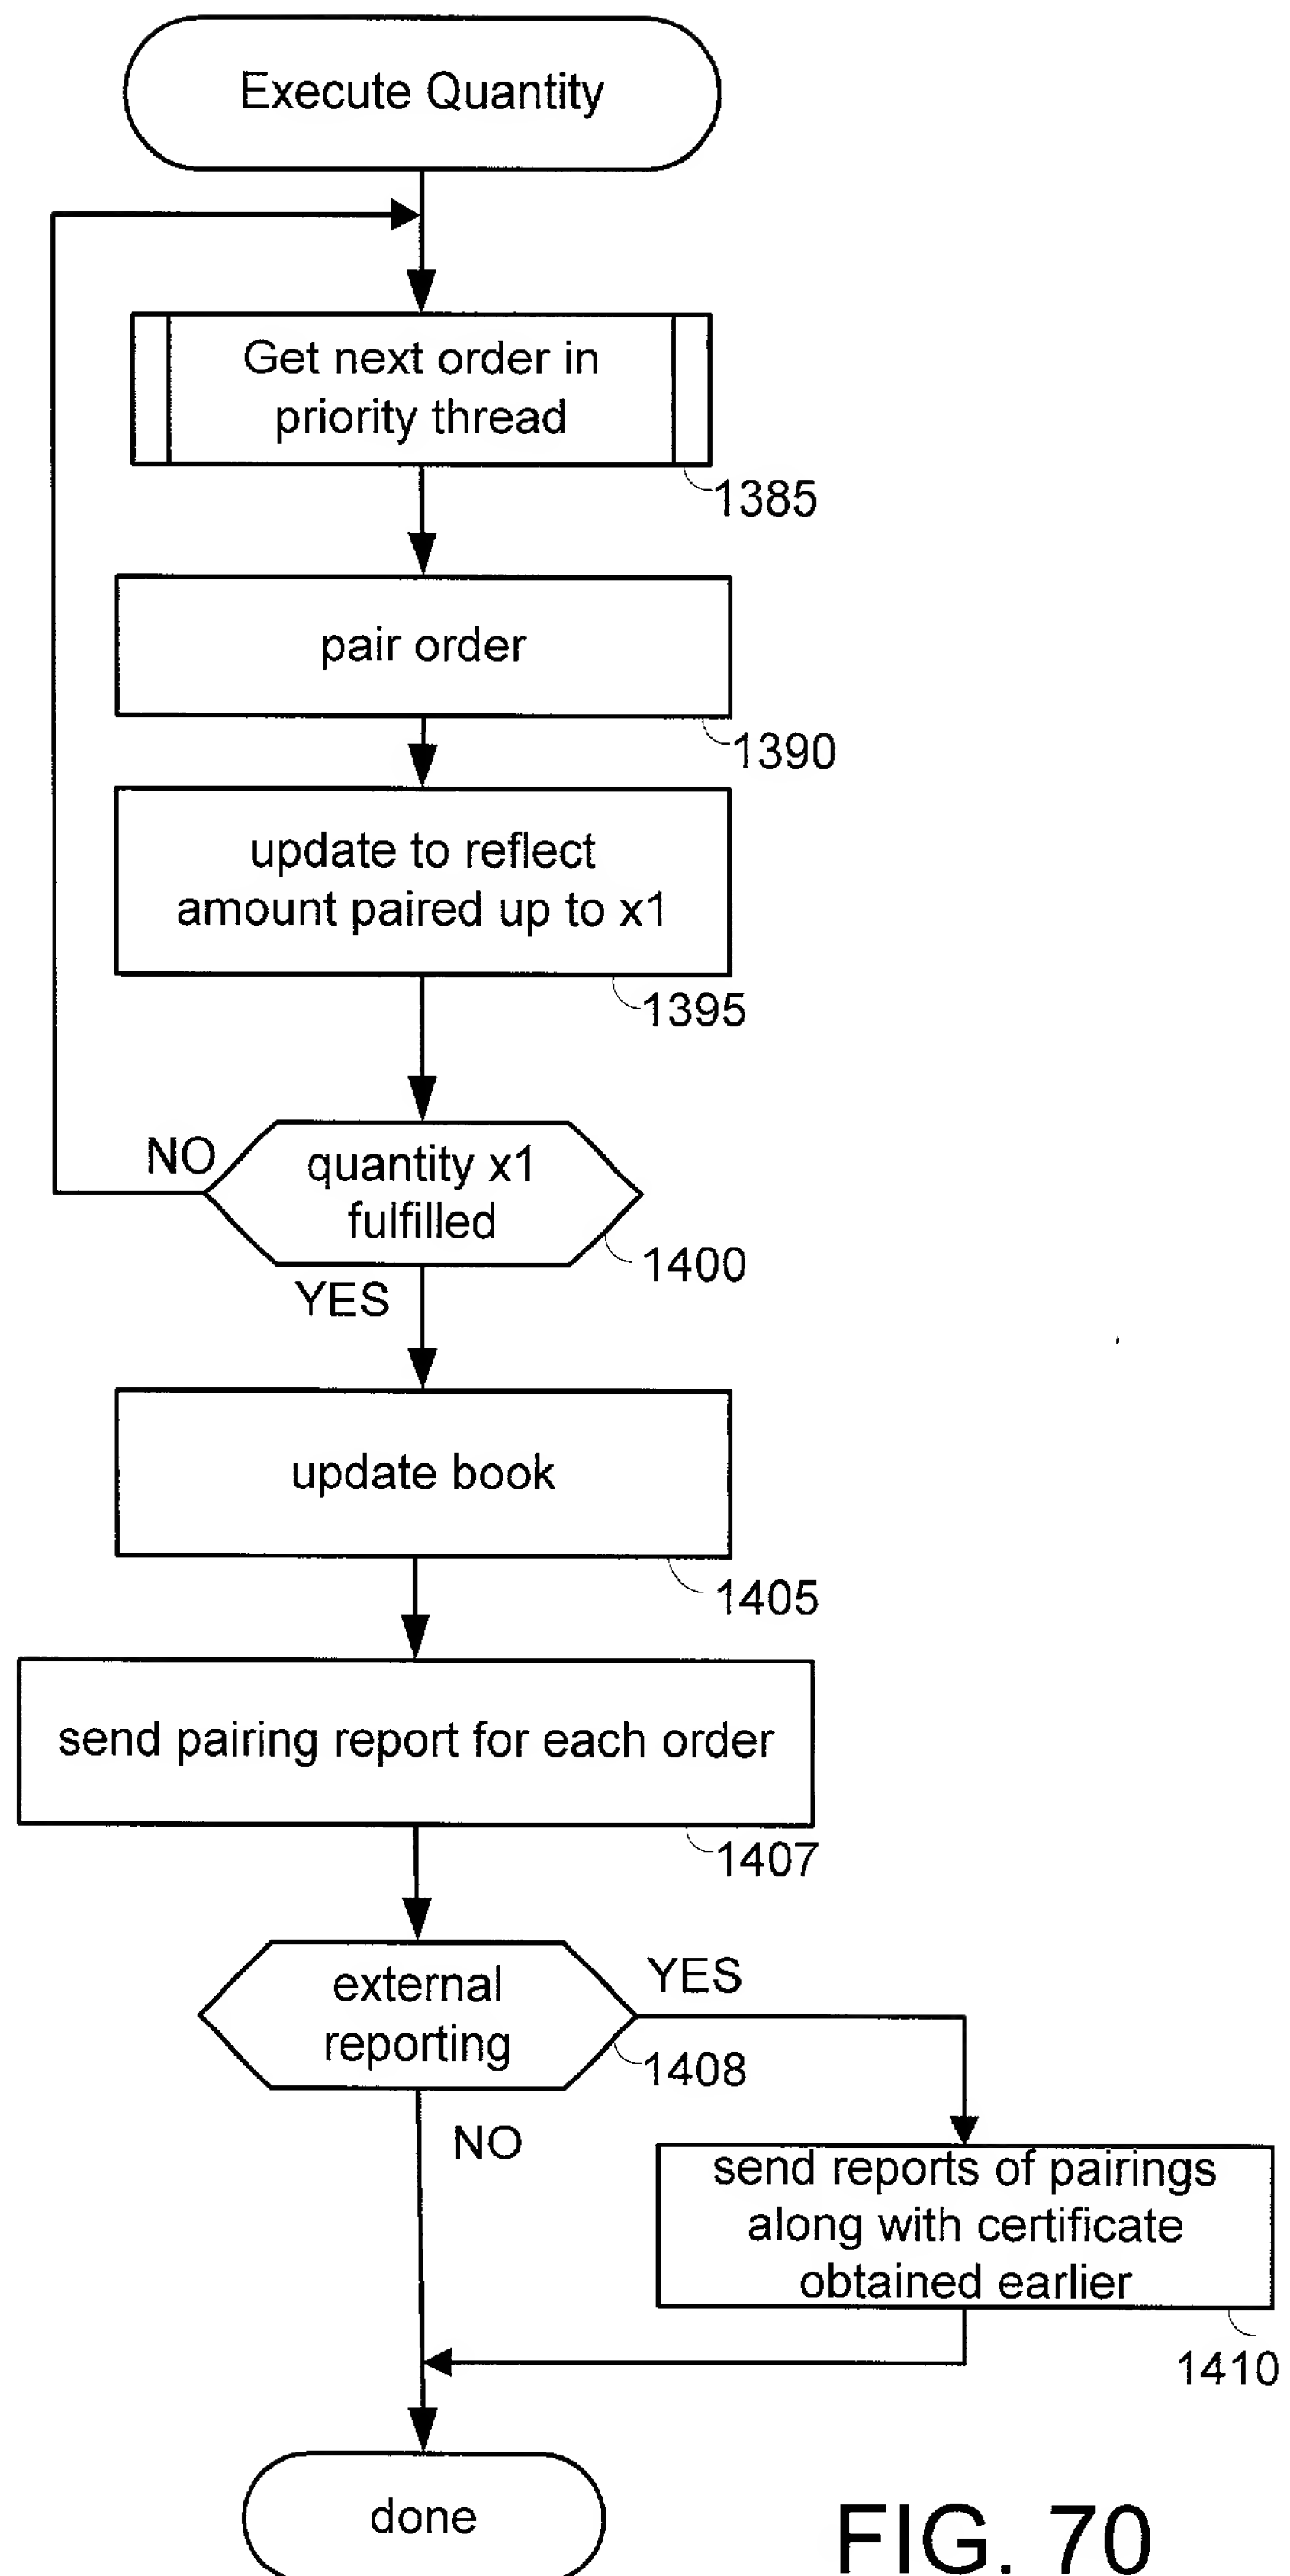 Execute Quantity
Get next order in
priority thread
1385
pair order
1390
update to reflect
amount paired up to x1
1395
NO
quantity x1
fulfilled
1400
YES
update book
1405
send pairing report for each order
1407
external
reporting
YES
1408
NO
send reports of pairings
along with certificate
obtained earlier
1410
done
FIG. 70